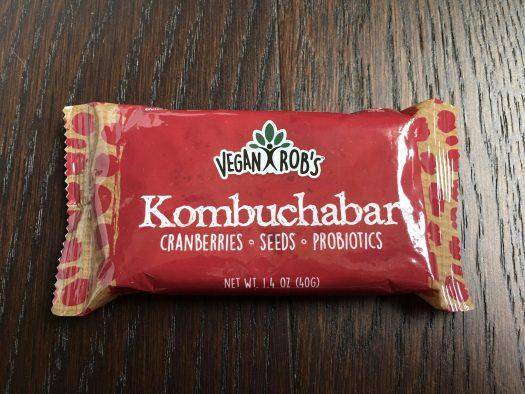 VEGAN ROB'S
Kombuchabar
CRANBERRIES • SEEDS • PROBIOTICS
NET WT. 1.4 OZ (40G)